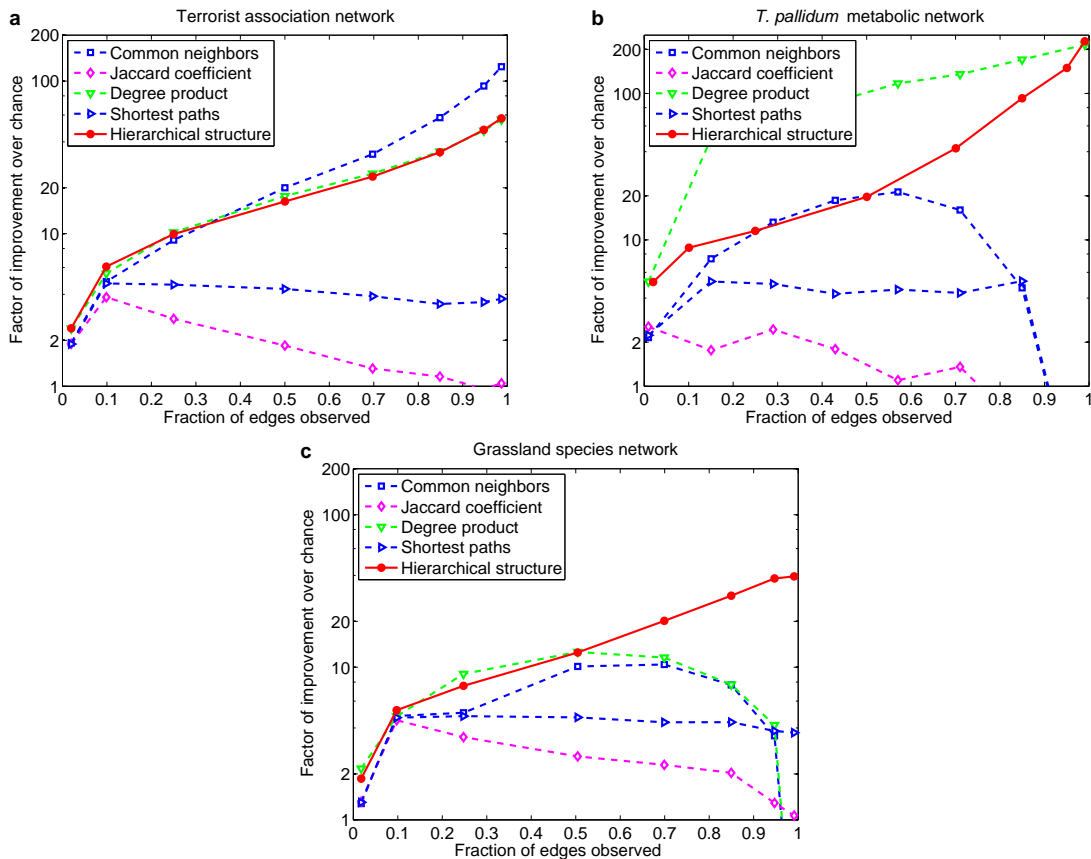 a
Terrorist association network
200
100
20
10
2
1
Factor of improvement over chance
Common neighbors
Jaccard coefficient
Degree product
Shortest paths
Hierarchical structure
0 0.1 0.2 0.3 0.4 0.5 0.6 0.7 0.8 0.9 1
Fraction of edges observed
b
T. pallidum metabolic network
200
100
20
10
2
1
Factor of improvement over chance
Common neighbors
Jaccard coefficient
Degree product
Shortest paths
Hierarchical structure
0 0.1 0.2 0.3 0.4 0.5 0.6 0.7 0.8 0.9 1
Fraction of edges observed
c
Grassland species network
200
100
20
10
2
1
Factor of improvement over chance
Common neighbors
Jaccard coefficient
Degree product
Shortest paths
Hierarchical structure
0 0.1 0.2 0.3 0.4 0.5 0.6 0.7 0.8 0.9 1
Fraction of edges observed